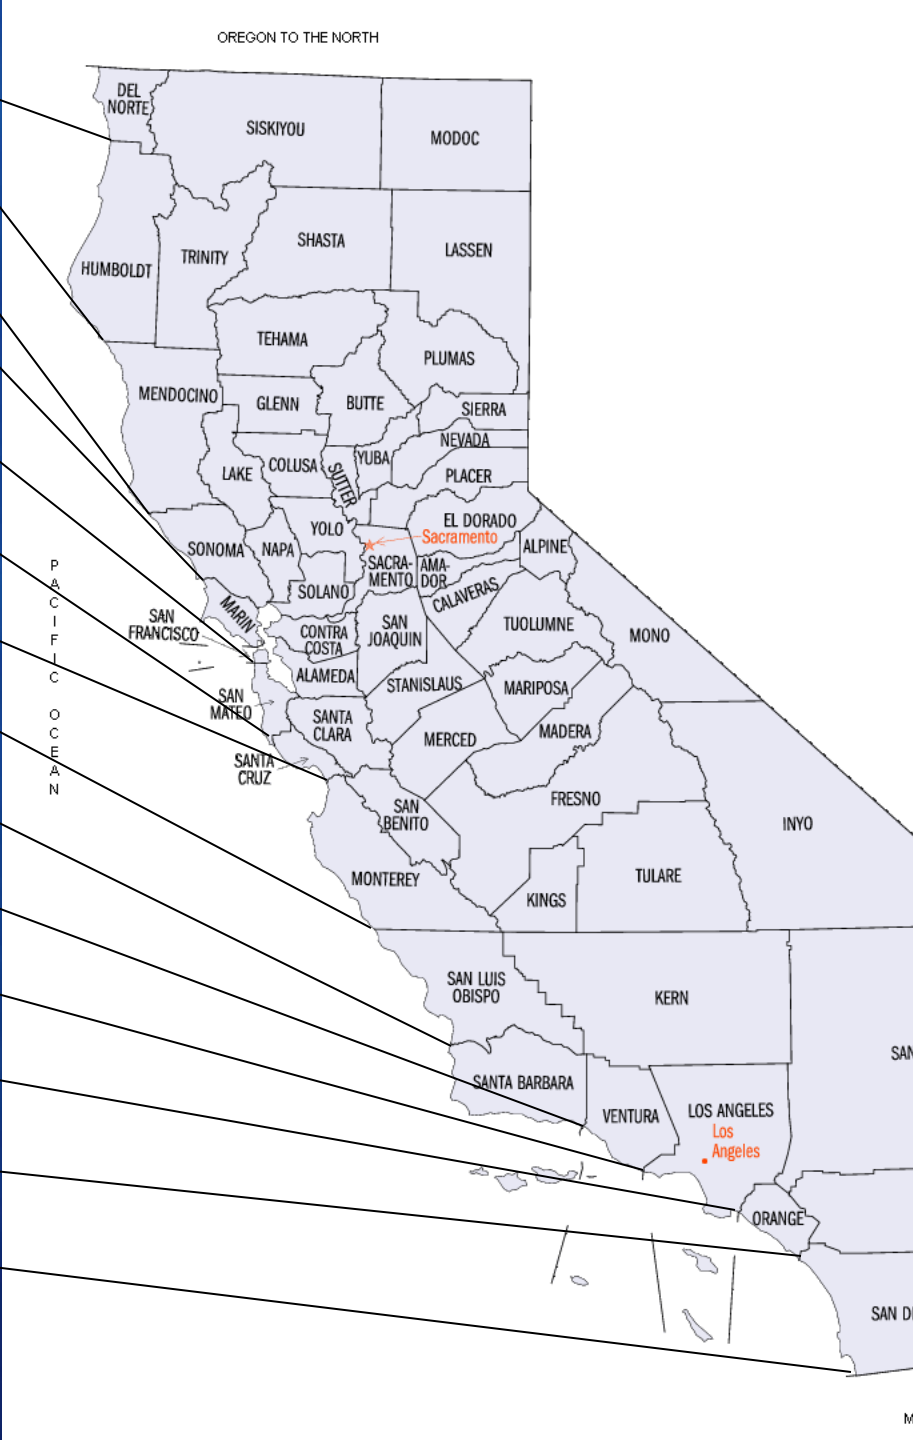 OREGON TO THE NORTH
DEL
NORTE
SISKIYOU
MODOC
SHASTA
LASSEN
TRINITY
HUMBOLDT
TEHAMA
PLUMAS
MENDOCINO
GLENN
BUTTE
SIERRA
NEVADA
YUBA
COLUSA
LAKE
SUTTER
PLACER
YOLO
EL DORADO
Sacramento
SONOMA
NAPA
ALPINE
SACRA-
MENTO
AMA-
DOR
SOLANO
CALAVERAS
MARIN
SAN
FRANCISCO
CONTRA
COSTA
SAN
JOAQUIN
TUOLUMNE
MONO
ALAMEDA
STANISLAUS
MARIPOSA
SAN
MATEO
SANTA
CLARA
MERCED
MADERA
SANTA
CRUZ
PACIFIC OCEAN
FRESNO
SAN
BENITO
INYO
MONTEREY
TULARE
KINGS
SAN LUIS
OBISPO
KERN
SAN
SANTA BARBARA
VENTURA
LOS ANGELES
Los
Angeles
ORANGE
SAN DI
M